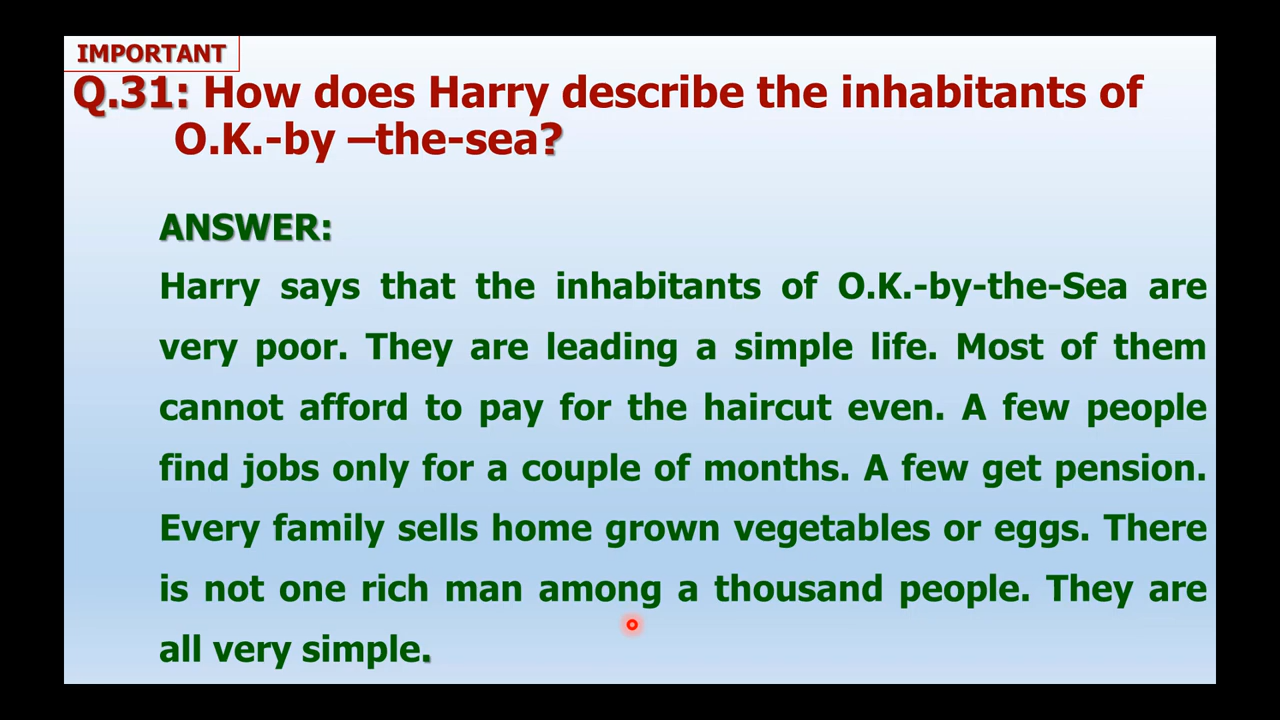 IMPORTANT
Q.31: How does Harry describe the inhabitants of
O.K.-by –the-sea?
ANSWER:
Harry says that the inhabitants of O.K.-by-the-Sea are
very poor. They are leading a simple life. Most of them
cannot afford to pay for the haircut even. A few people
find jobs only for a couple of months. A few get pension.
Every family sells home grown vegetables or eggs. There
is not one rich man among a thousand people. They are
all very simple.